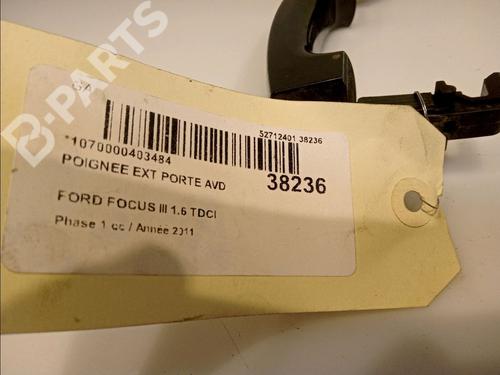 B-PARTS
52712401 38236
*1070000403484
POIGNEE EXT PORTE AVD
38236
FORD FOCUS III 1.6 TDCI
Phase 1 cc / Année 2011